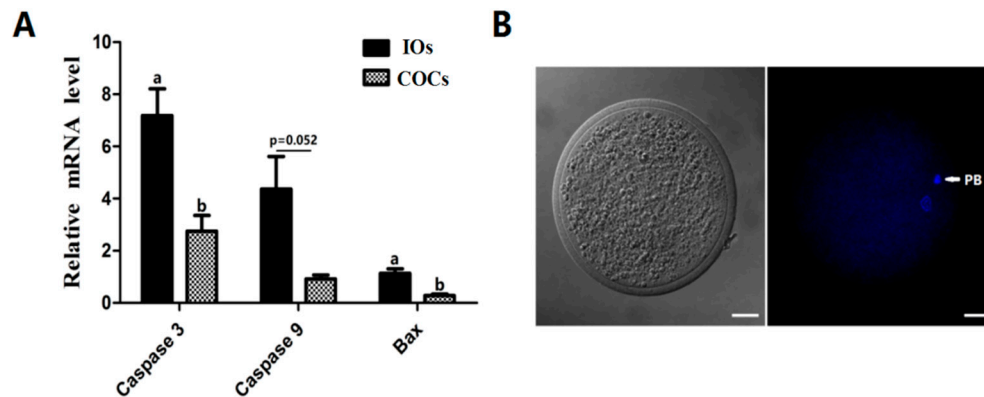 A
Relative mRNA level
10
8
6
4
2
0
IOs
COCs
a
b
p=0.052
a
b
Caspase 3
Caspase 9
Bax
B
PB